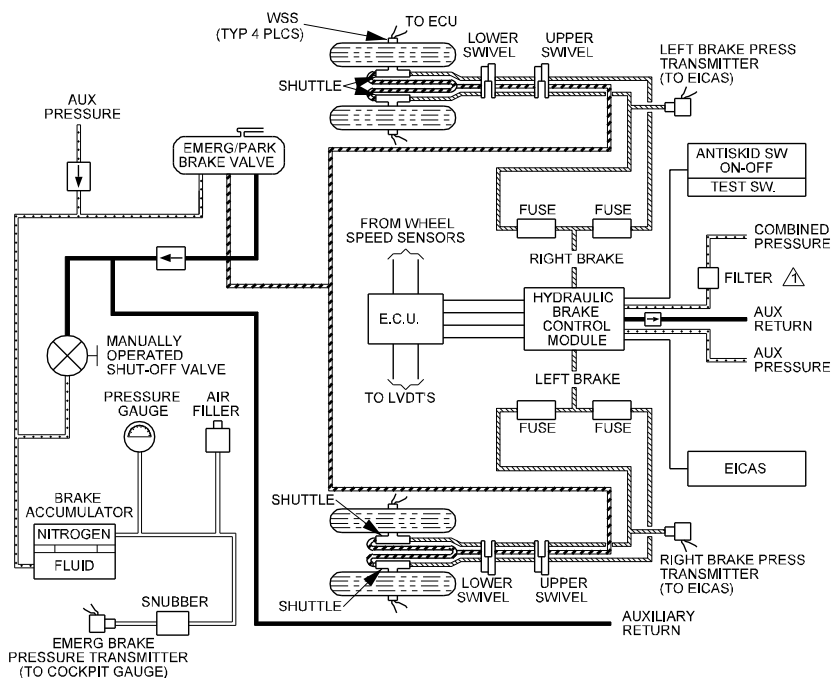 WSS
(TYP 4 PLCS)
TO ECU
LOWER
SWIVEL
UPPER
SWIVEL
LEFT BRAKE PRESS
TRANSMITTER
(TO EICAS)
SHUTTLE
AUX
PRESSURE
EMERG/PARK
BRAKE VALVE
ANTISKID SW
ON-OFF
TEST SW.
FROM WHEEL
SPEED SENSORS
FUSE
FUSE
COMBINED
PRESSURE
RIGHT BRAKE
FILTER
1
E.C.U.
HYDRAULIC
BRAKE
CONTROL
MODULE
AUX
RETURN
MANUALLY
OPERATED
SHUT-OFF VALVE
AUX
PRESSURE
LEFT BRAKE
TO LVDT'S
PRESSURE
GAUGE
AIR
FILLER
FUSE
FUSE
EICAS
BRAKE
ACCUMULATOR
NITROGEN
FLUID
SHUTTLE
SNUBBER
SHUTTLE
LOWER
SWIVEL
UPPER
SWIVEL
RIGHT BRAKE PRESS
TRANSMITTER
(TO EICAS)
AUXILIARY
RETURN
EMERG BRAKE
PRESSURE TRANSMITTER
(TO COCKPIT GAUGE)